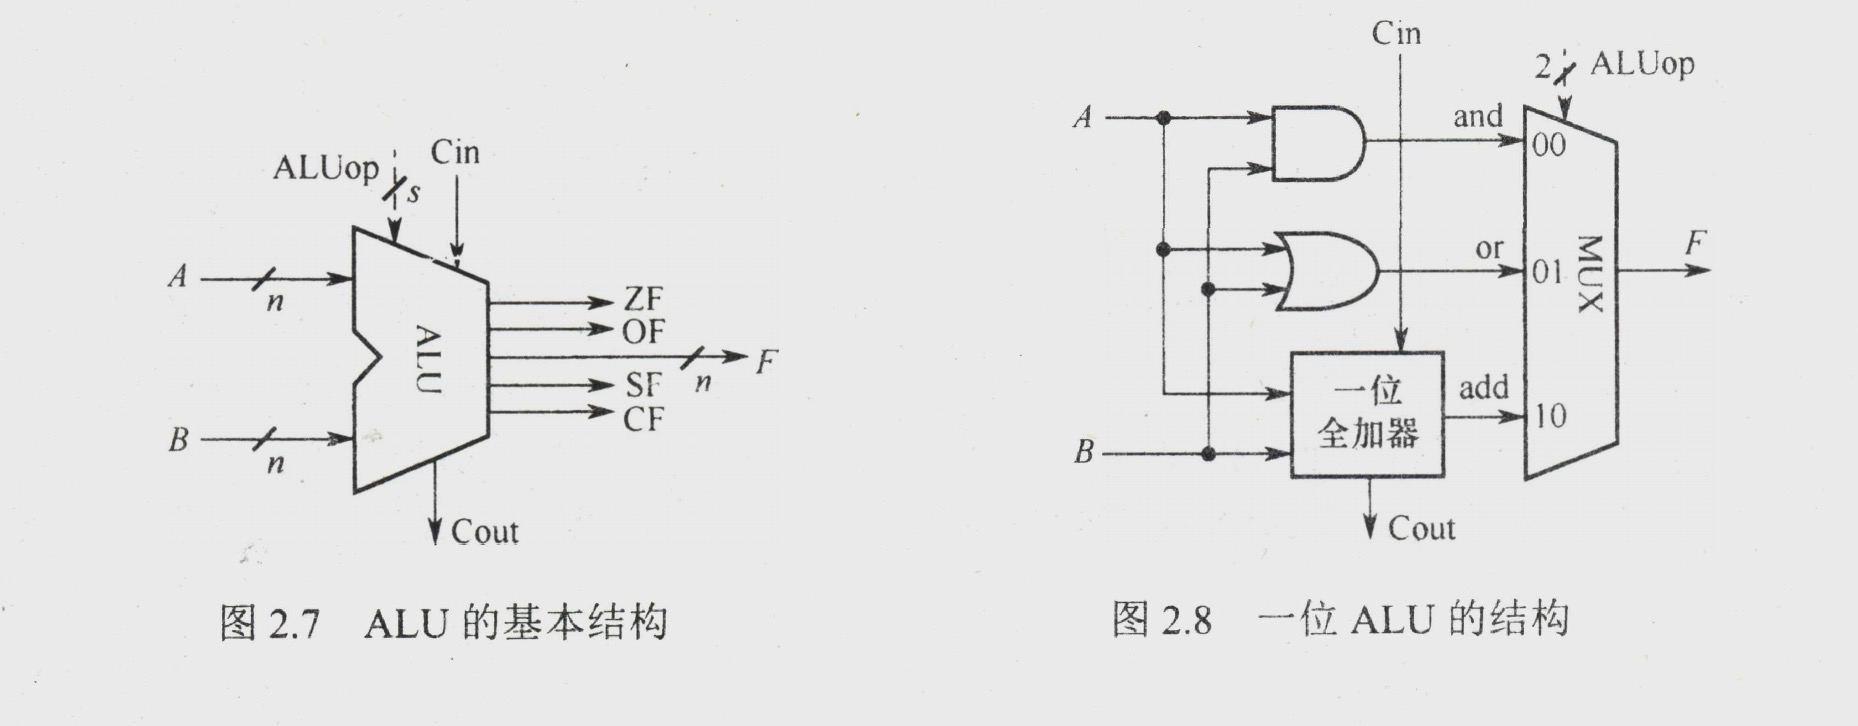 ALUop
s
Cin
A
n
B
n
ALU
ZF
OF
F
n
SF
CF
Cout
图 2.7 ALU 的基本结构
Cin
2
ALUop
A
and
00
or
01
MUX
F
一位
全加器
add
10
B
Cout
图 2.8 一位 ALU 的结构